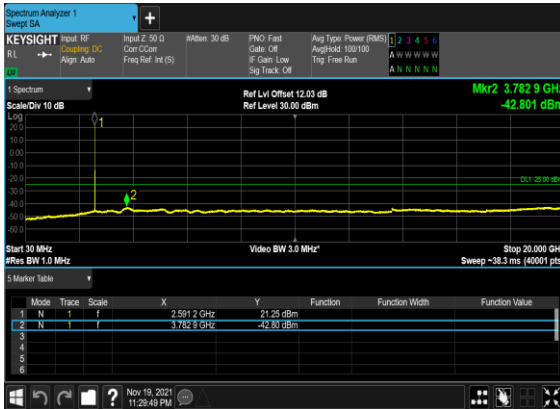 Spectrum Analyzer 1
Swept SA
KEYSIGHT Input: RF Input Z: 50 Ω #Atten: 30 dB PNO: Fast Avg Type: Power (RMS) 1 2 3 4 5 6
RL Coupling: DC Corr CCorr Gate: Off Avg|Hold: 100/100 A W W W W W
Align: Auto Freq Ref: Int (S) IF Gain: Low Trig: Free Run
Sig Track: Off A N N N N N
1 Spectrum Ref Lvl Offset 12.03 dB Mkr2 3.782 9 GHz
Scale/Div 10 dB Ref Level 30.00 dBm -42.801 dBm
Log
20.0
10.0
0.00
-10.0
-20.0
-30.0
-40.0
-50.0
-60.0
1
2
DL1 -25.00 dBm
Start 30 MHz Video BW 3.0 MHz* Stop 20.000 GHz
#Res BW 1.0 MHz Sweep ~38.3 ms (40001 pts)
5 Marker Table
Mode Trace Scale X Y Function Function Width Function Value
1 N 1 f 2.591 2 GHz 21.25 dBm
2 N 1 f 3.782 9 GHz -42.80 dBm
3
4
5
6
? Nov 19, 2021
11:29:49 PM